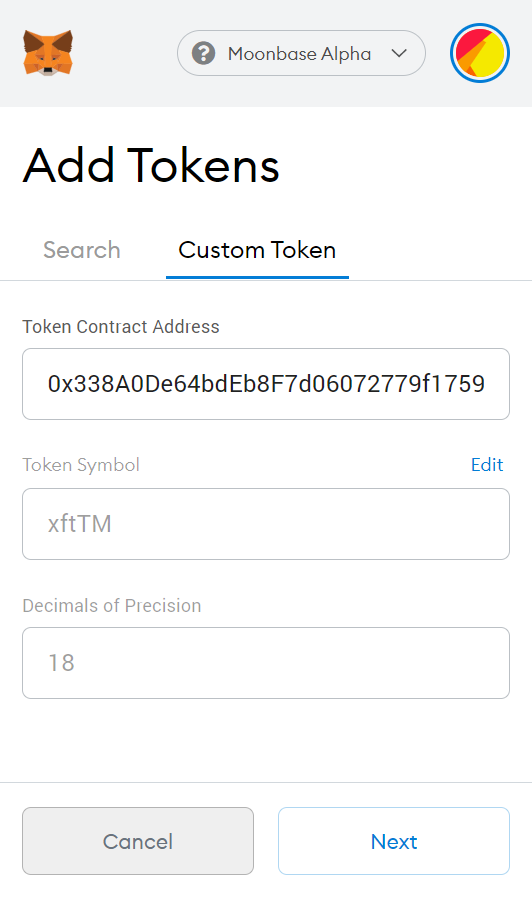 Moonbase Alpha
Add Tokens
Search Custom Token
Token Contract Address
0x338A0De64bdEb8F7d06072779f1759
Token Symbol Edit
xftTM
Decimals of Precision
18
Cancel Next